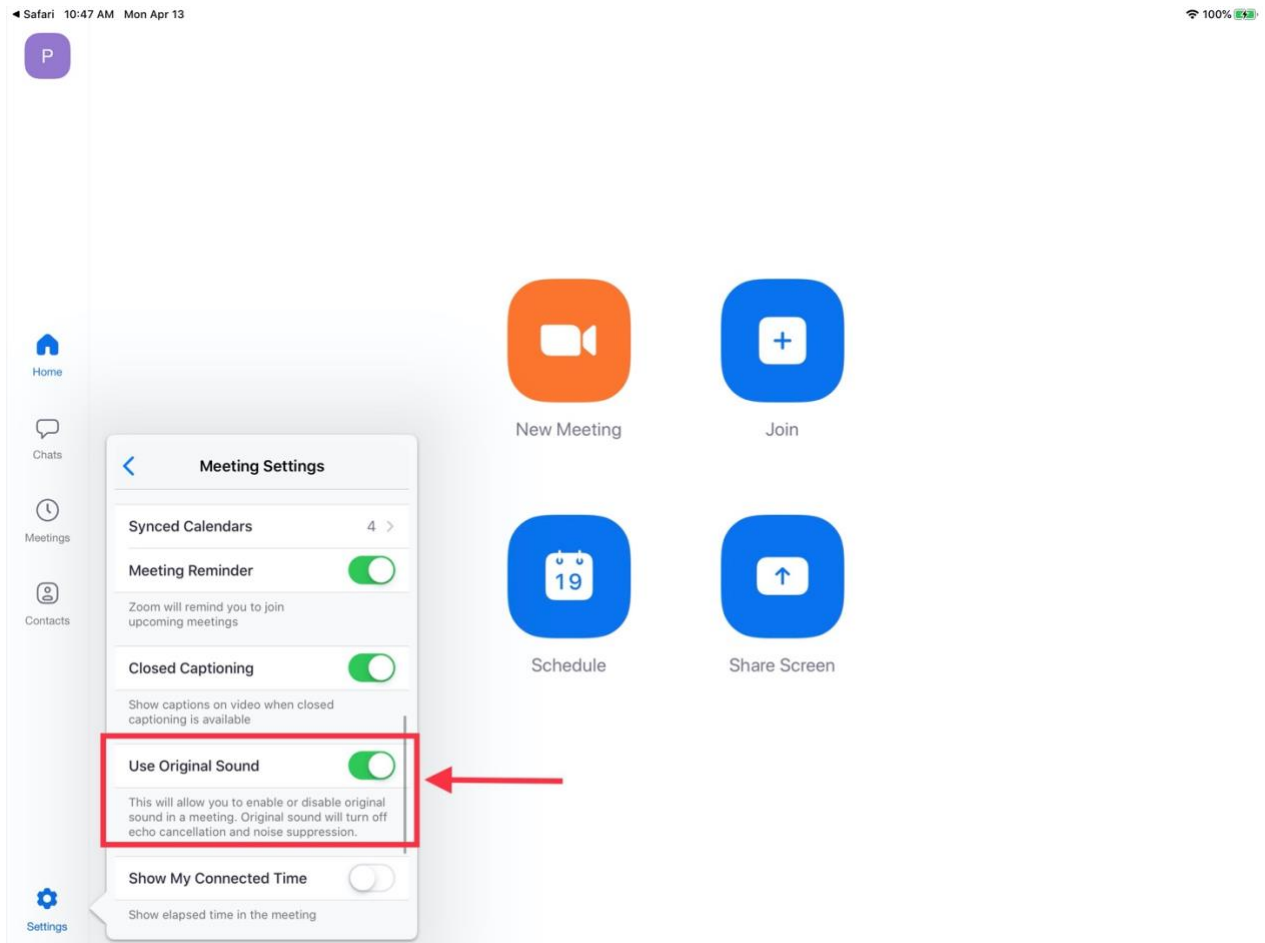 ◀ Safari 10:47 AM Mon Apr 13
100%
P
Home
Chats
Meetings
Contacts
Settings
New Meeting
Join
19
Schedule
Share Screen
Meeting Settings
Synced Calendars 4 >
Meeting Reminder
Zoom will remind you to join
upcoming meetings
Closed Captioning
Show captions on video when closed
captioning is available
Use Original Sound
This will allow you to enable or disable original
sound in a meeting. Original sound will turn off
echo cancellation and noise suppression.
Show My Connected Time
Show elapsed time in the meeting